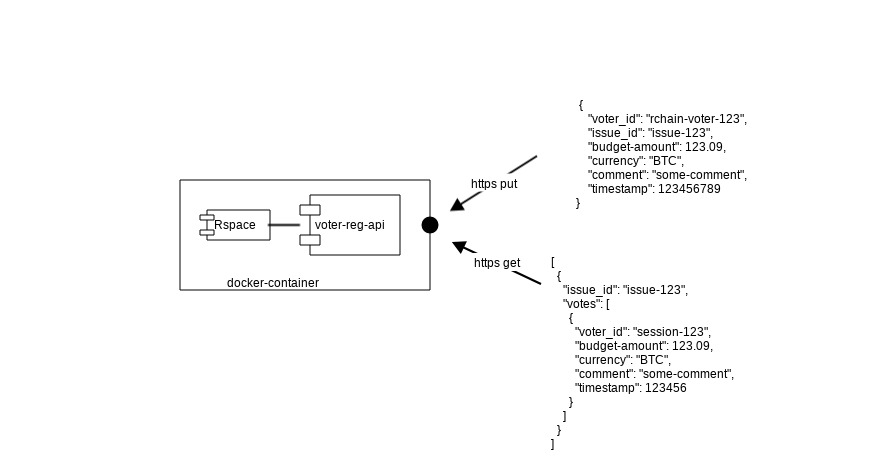 Rspace
voter-reg-api
docker-container
https put
{
"voter_id": "rchain-voter-123",
"issue_id": "issue-123",
"budget-amount": 123.09,
"currency": "BTC",
"comment": "some-comment",
"timestamp": 123456789
}
https get
[
{
"issue_id": "issue-123",
"votes": [
{
"voter_id": "session-123",
"budget-amount": 123.09,
"currency": "BTC",
"comment": "some-comment",
"timestamp": 123456
}
]
}
]